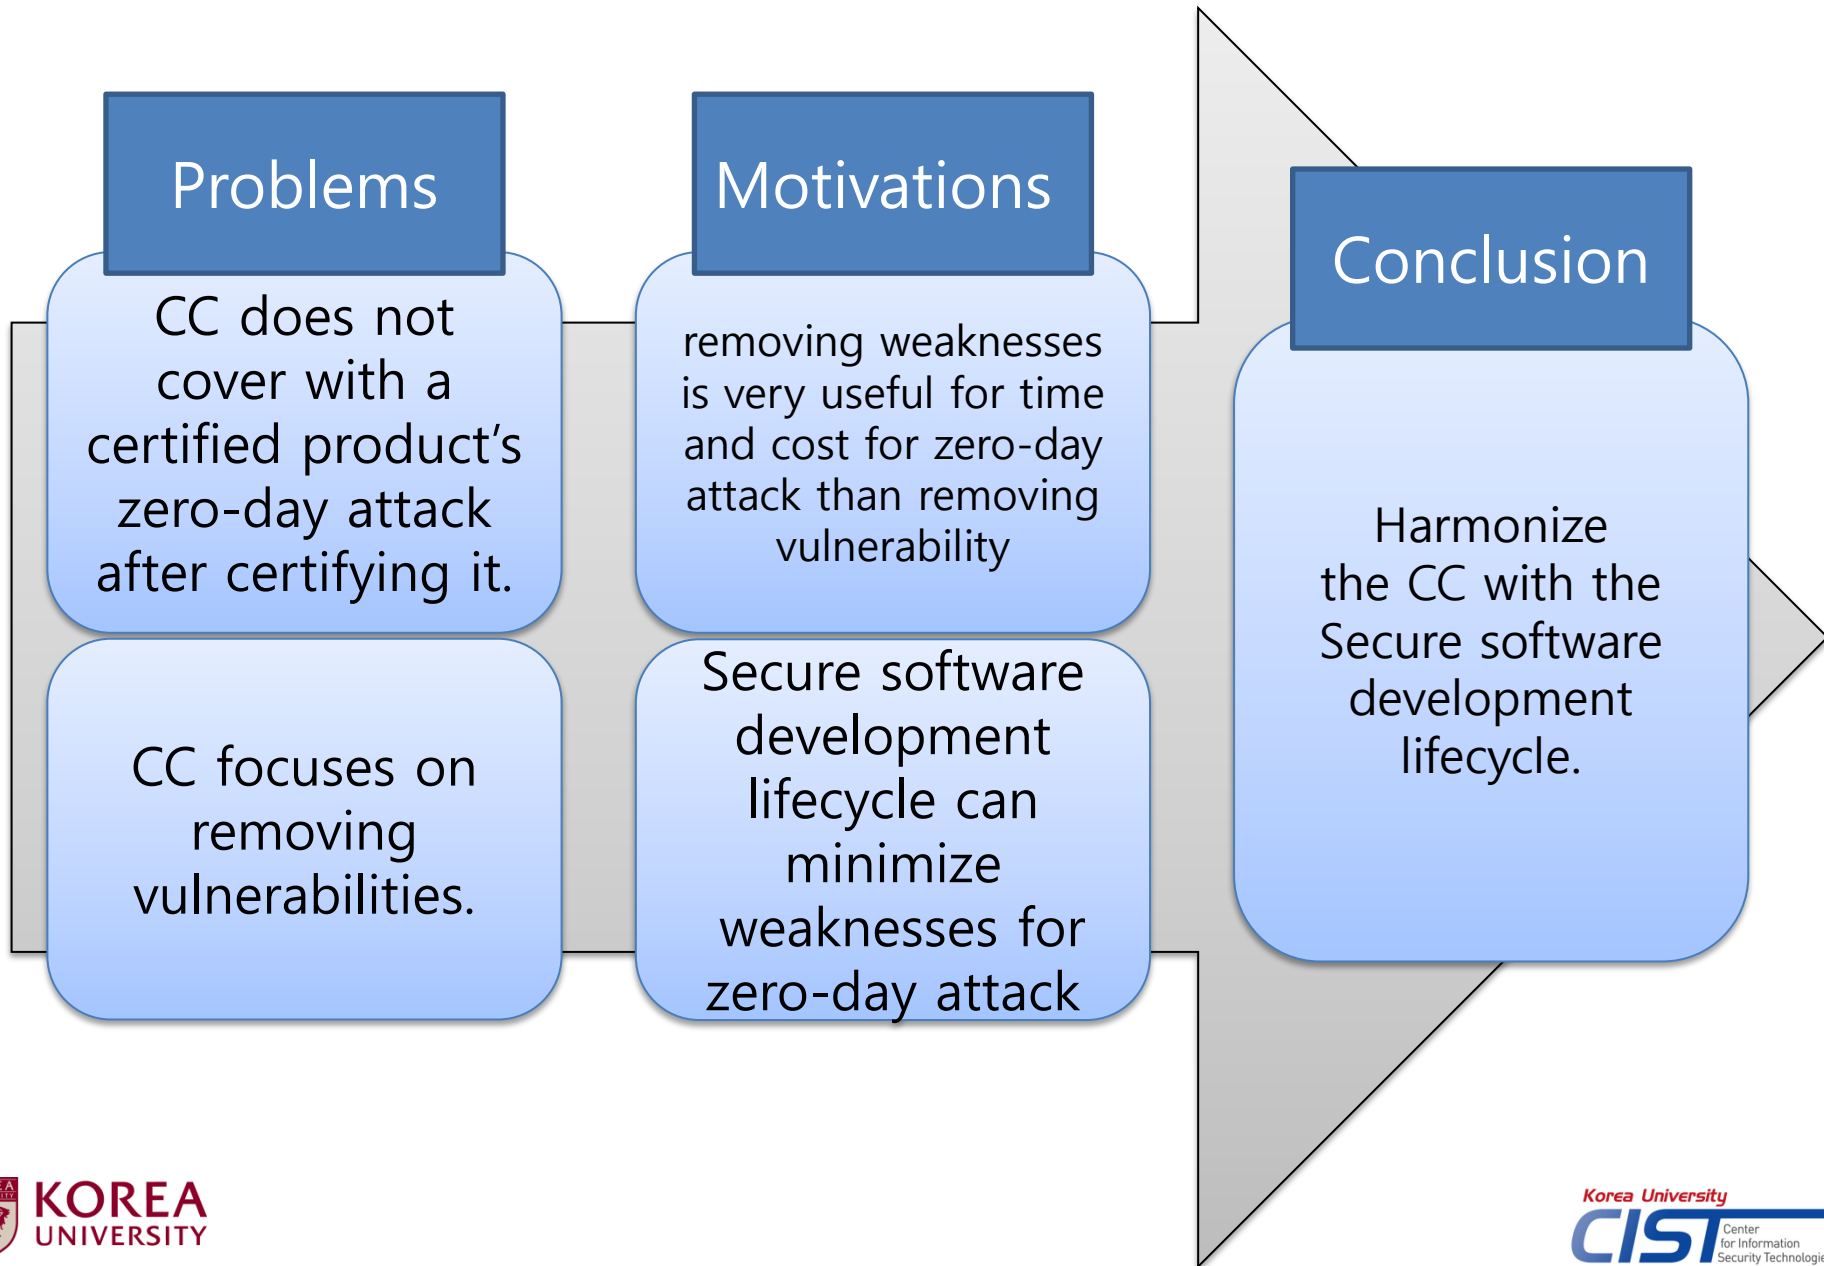 Problems
CC does not
cover with a
certified product’s
zero-day attack
after certifying it.
CC focuses on
removing
vulnerabilities.
Motivations
removing weaknesses
is very useful for time
and cost for zero-day
attack than removing
vulnerability
Secure software
development
lifecycle can
minimize
weaknesses for
zero-day attack
Conclusion
Harmonize
the CC with the
Secure software
development
lifecycle.
KOREA
UNIVERSITY
Korea University
CIST
Center
for Information
Security Technologie